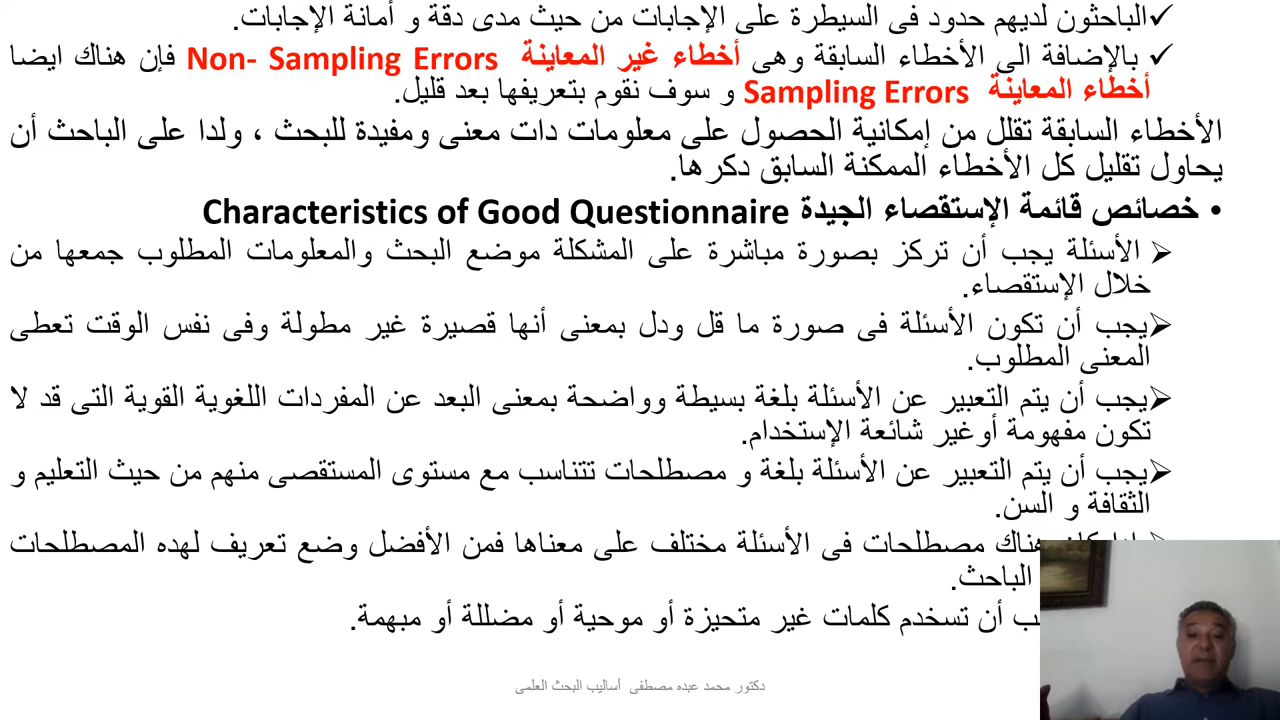 ✓الباحثون لديهم حدود فى السيطرة على الإجابات من حيث مدى دقة و أمانة الإجابات.
✓ بالإضافة الى الأخطاء السابقة وهى أخطاء غير المعاينة Non- Sampling Errors فإن هناك ايضا
أخطاء المعاينة Sampling Errors و سوف نقوم بتعريفها بعد قليل.
الأخطاء السابقة تقلل من إمكانية الحصول على معلومات دات معنى ومفيدة للبحث ، ولدا على الباحث أن
يحاول تقليل كل الأخطاء الممكنة السابق دكرها.
• خصائص قائمة الإستقصاء الجيدة Characteristics of Good Questionnaire
➢ الأسئلة يجب أن تركز بصورة مباشرة على المشكلة موضع البحث والمعلومات المطلوب جمعها من
خلال الإستقصاء.
➢يجب أن تكون الأسئلة فى صورة ما قل ودل بمعنى أنها قصيرة غير مطولة وفى نفس الوقت تعطى
المعنى المطلوب.
➢يجب أن يتم التعبير عن الأسئلة بلغة بسيطة وواضحة بمعنى البعد عن المفردات اللغوية القوية التى قد لا
تكون مفهومة أوغير شائعة الإستخدام.
➢يجب أن يتم التعبير عن الأسئلة بلغة و مصطلحات تتناسب مع مستوى المستقصى منهم من حيث التعليم و
الثقافة و السن.
هناك مصطلحات فى الأسئلة مختلف على معناها فمن الأفضل وضع تعريف لهده المصطلحات
الباحث.
أن تسخدم كلمات غير متحيزة أو موحية أو مضللة أو مبهمة.
دكتور محمد عبده مصطفى أساليب البحث العلمى